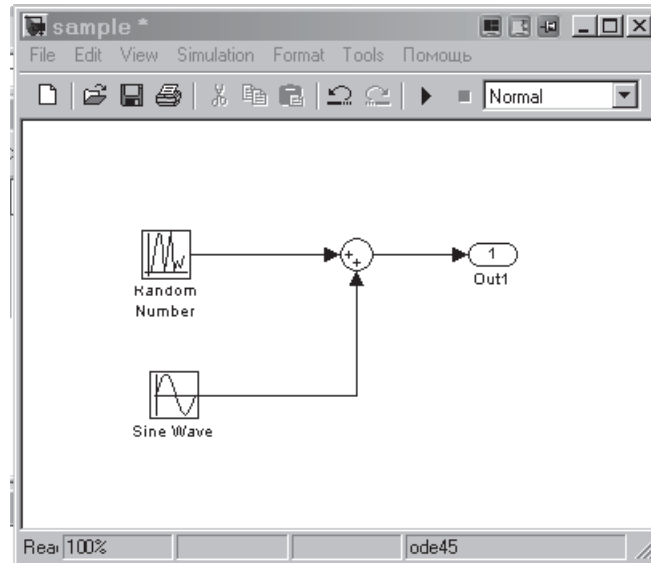 sample *
File Edit View Simulation Format Tools Помощь
Normal
Random
Number
++
1
Out1
Sine Wave
Rea 100% ode45